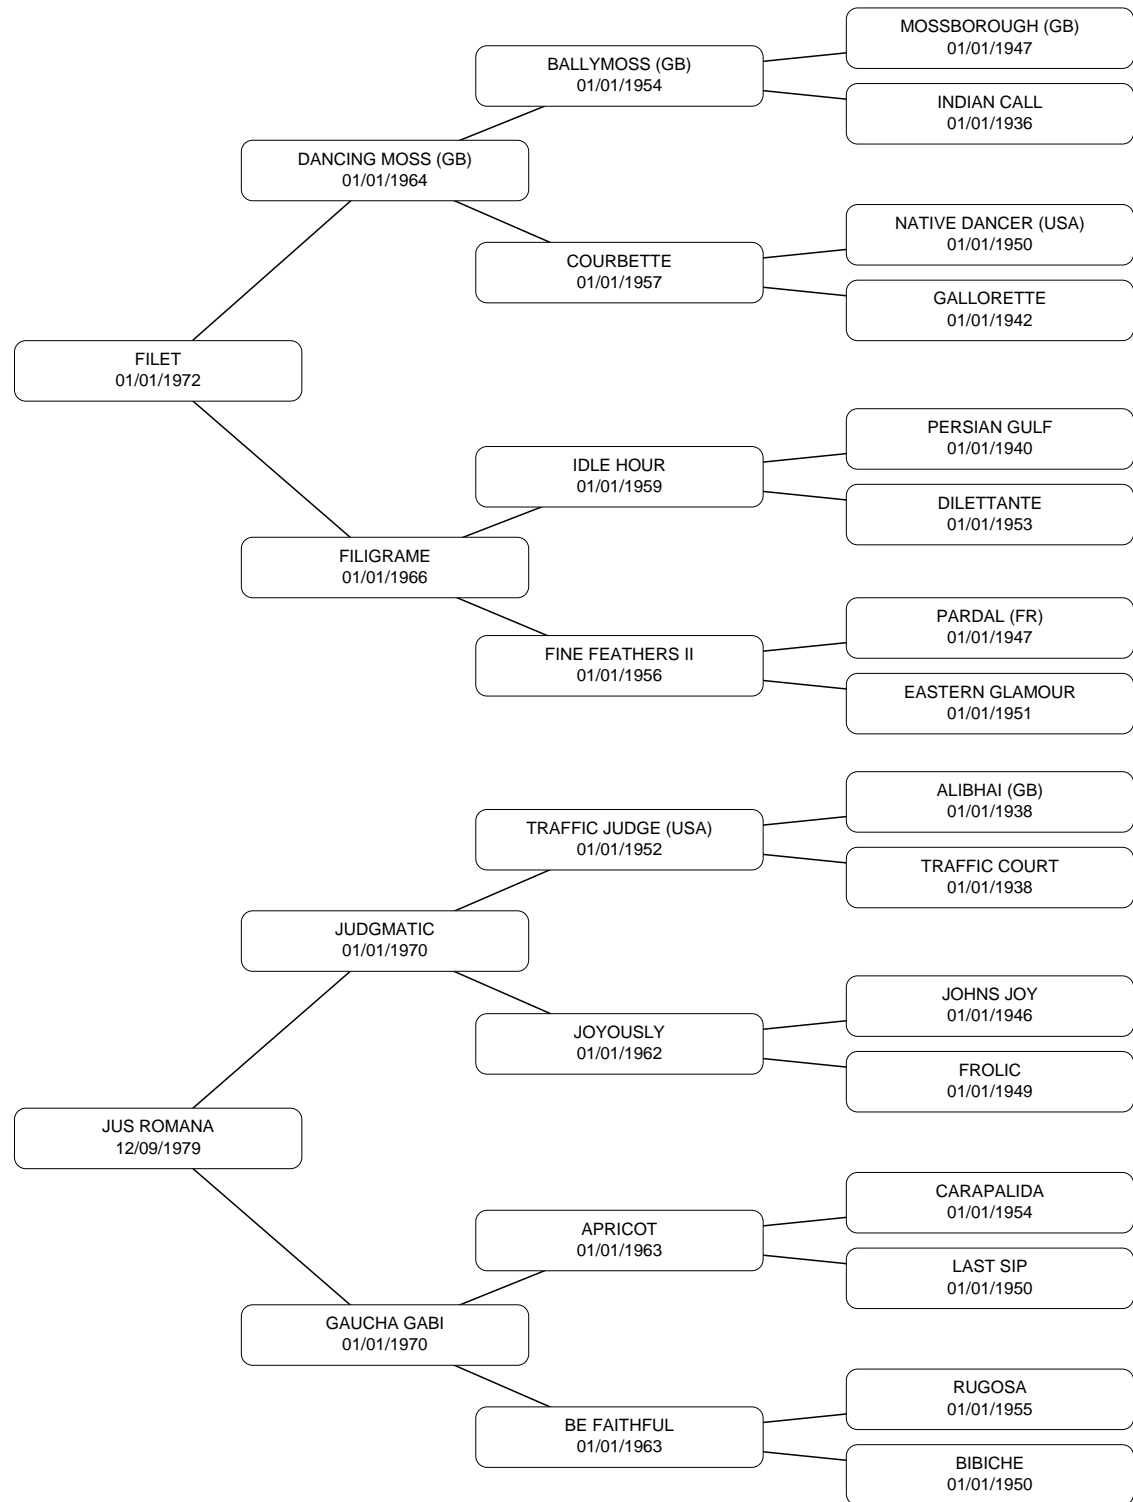 MOSSBOROUGH (GB)
01/01/1947
BALLYMOSS (GB)
01/01/1954
INDIAN CALL
01/01/1936
DANCING MOSS (GB)
01/01/1964
NATIVE DANCER (USA)
01/01/1950
COURBETTE
01/01/1957
GALLORETTE
01/01/1942
FILET
01/01/1972
PERSIAN GULF
01/01/1940
IDLE HOUR
01/01/1959
DILETTANTE
01/01/1953
FILIGRAME
01/01/1966
PARDAL (FR)
01/01/1947
FINE FEATHERS II
01/01/1956
EASTERN GLAMOUR
01/01/1951
ALIBHAI (GB)
01/01/1938
TRAFFIC JUDGE (USA)
01/01/1952
TRAFFIC COURT
01/01/1938
JUDGMATIC
01/01/1970
JOHNS JOY
01/01/1946
JOYOUSLY
01/01/1962
FROLIC
01/01/1949
JUS ROMANA
12/09/1979
CARAPALIDA
01/01/1954
APRICOT
01/01/1963
LAST SIP
01/01/1950
GAUCHA GABI
01/01/1970
RUGOSA
01/01/1955
BE FAITHFUL
01/01/1963
BIBICHE
01/01/1950